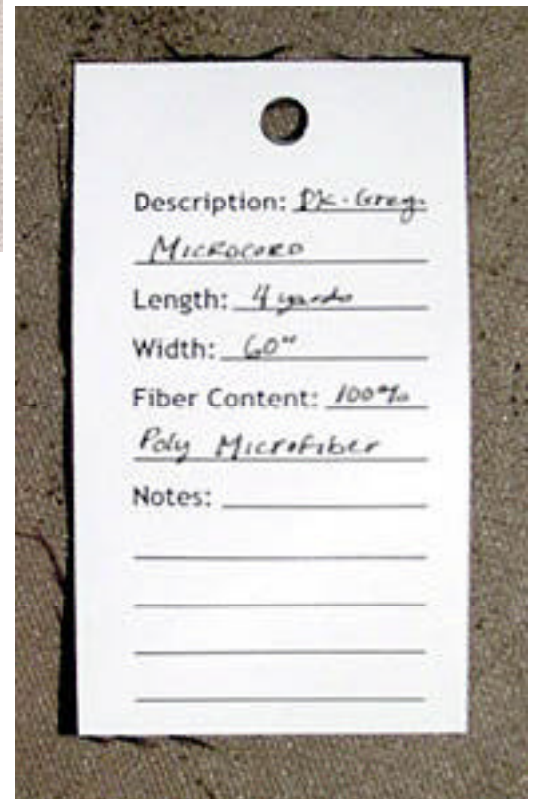 Description: Dk. Grey
Microcord
Length: 4 yards
Width: 60"
Fiber Content: 100%
Poly Microfiber
Notes: